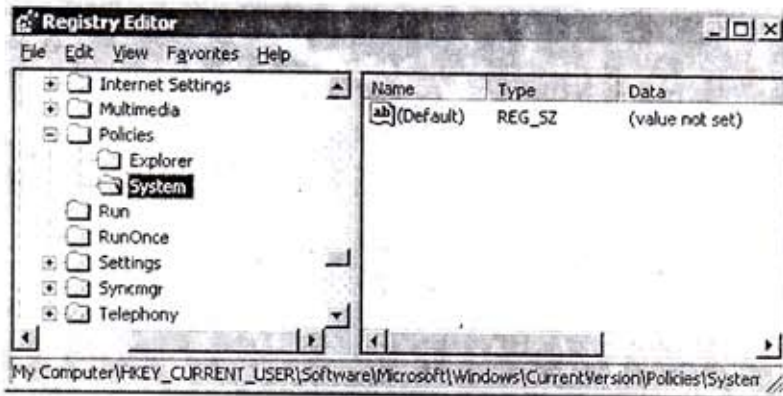 Registry Editor
File Edit View Favorites Help
Internet Settings
Multimedia
Policies
Explorer
System
Run
RunOnce
Settings
Syncmgr
Telephony
Name Type Data
ab (Default) REG_SZ (value not set)
My Computer\HKEY_CURRENT_USER\Software\Microsoft\Windows\CurrentVersion\Policies\System